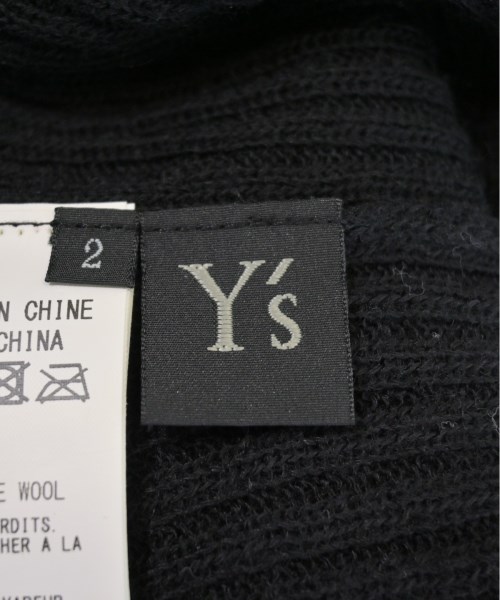 2
Y's
N CHINE
CHINA
E WOOL
RDITS.
HER A LA